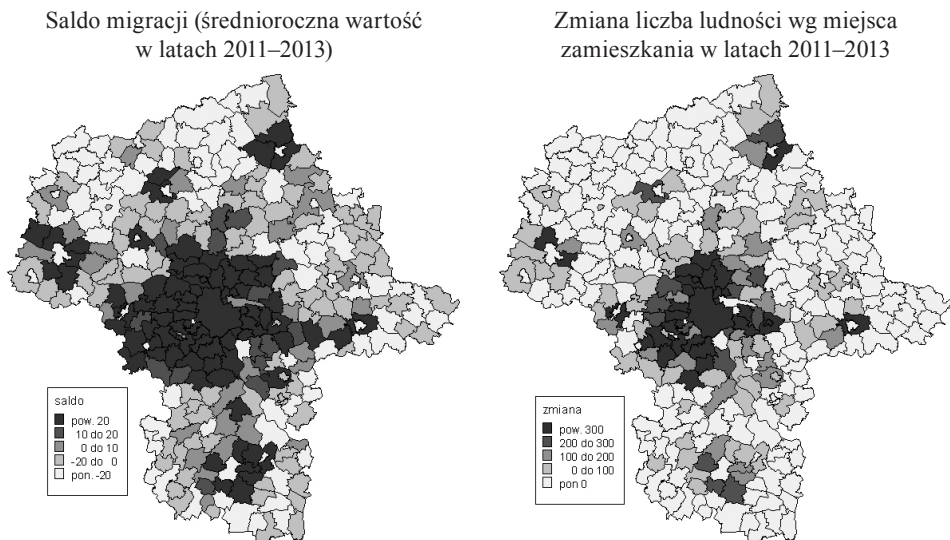 Saldo migracji (średnioroczna wartość
w latach 2011–2013)
Zmiana liczba ludności wg miejsca
zamieszkania w latach 2011–2013
saldo
pow. 20
10 do 20
0 do 10
-20 do 0
pon. -20
zmiana
pow. 300
200 do 300
100 do 200
0 do 100
pon 0